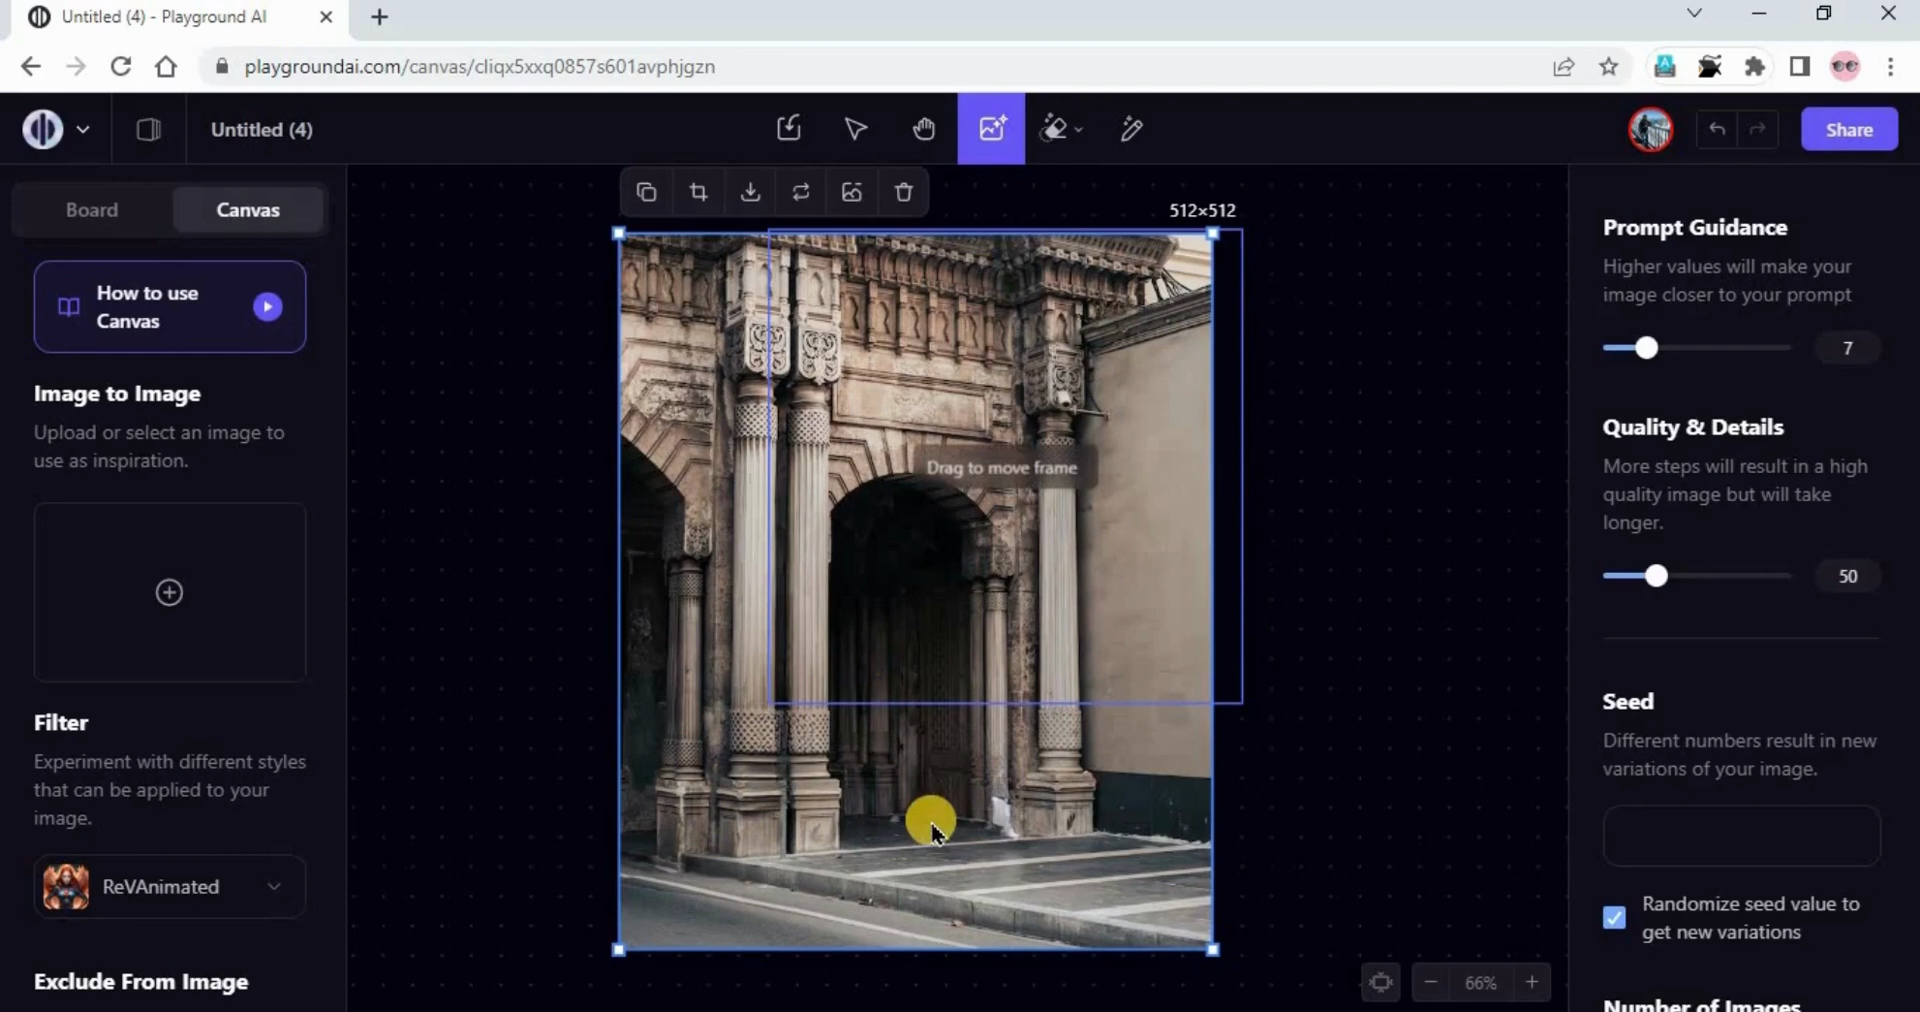 Untitled (4) - Playground AI
playgroundai.com/canvas/cliqx5xxq0857s601avphjgzn
Untitled (4)
Share
Board
Canvas
How to use
Canvas
Image to Image
Upload or select an image to
use as inspiration.
Filter
Experiment with different styles
that can be applied to your
image.
ReVAnimated
Exclude From Image
512×512
Drag to move frame
66%
Prompt Guidance
Higher values will make your
image closer to your prompt
7
Quality & Details
More steps will result in a high
quality image but will take
longer.
50
Seed
Different numbers result in new
variations of your image.
Randomize seed value to
get new variations
Number of Images